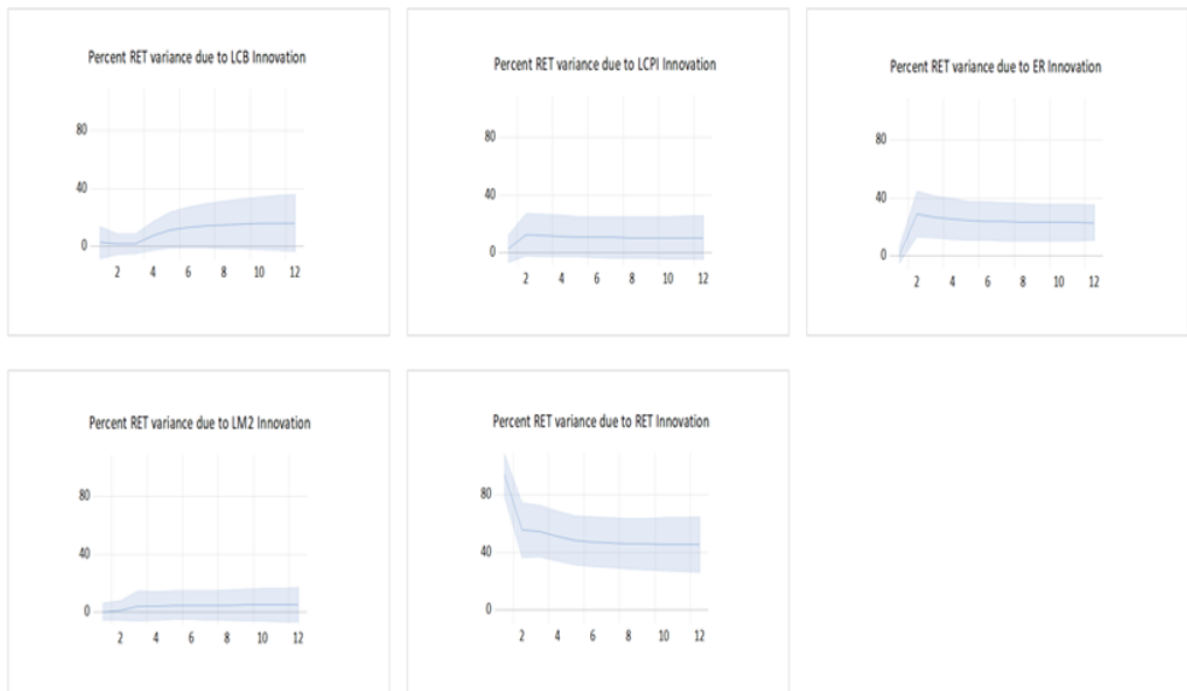 Percent RET variance due to LCB Innovation
80
40
0
2 4 6 8 10 12
Percent RET variance due to LCPI Innovation
80
40
0
2 4 6 8 10 12
Percent RET variance due to ER Innovation
80
40
0
2 4 6 8 10 12
Percent RET variance due to LM2 Innovation
80
40
0
2 4 6 8 10 12
Percent RET variance due to RET Innovation
80
40
0
2 4 6 8 10 12